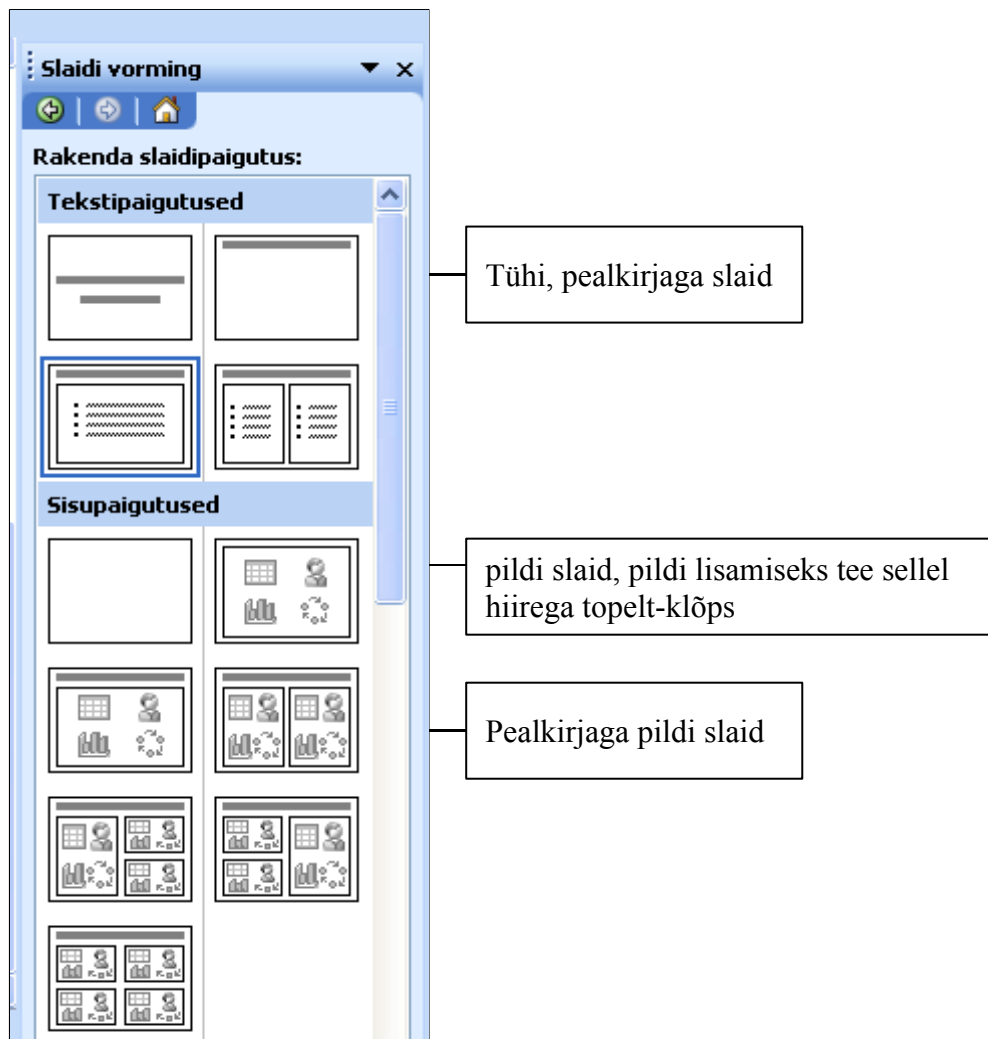 Slaidi vorming
Rakenda slaidipaigutus:
Tekstipaigutused
Tühi, pealkirjaga slaid
Sisupaigutused
pildi slaid, pildi lisamiseks tee sellel
hiirega topelt-klõps
Pealkirjaga pildi slaid